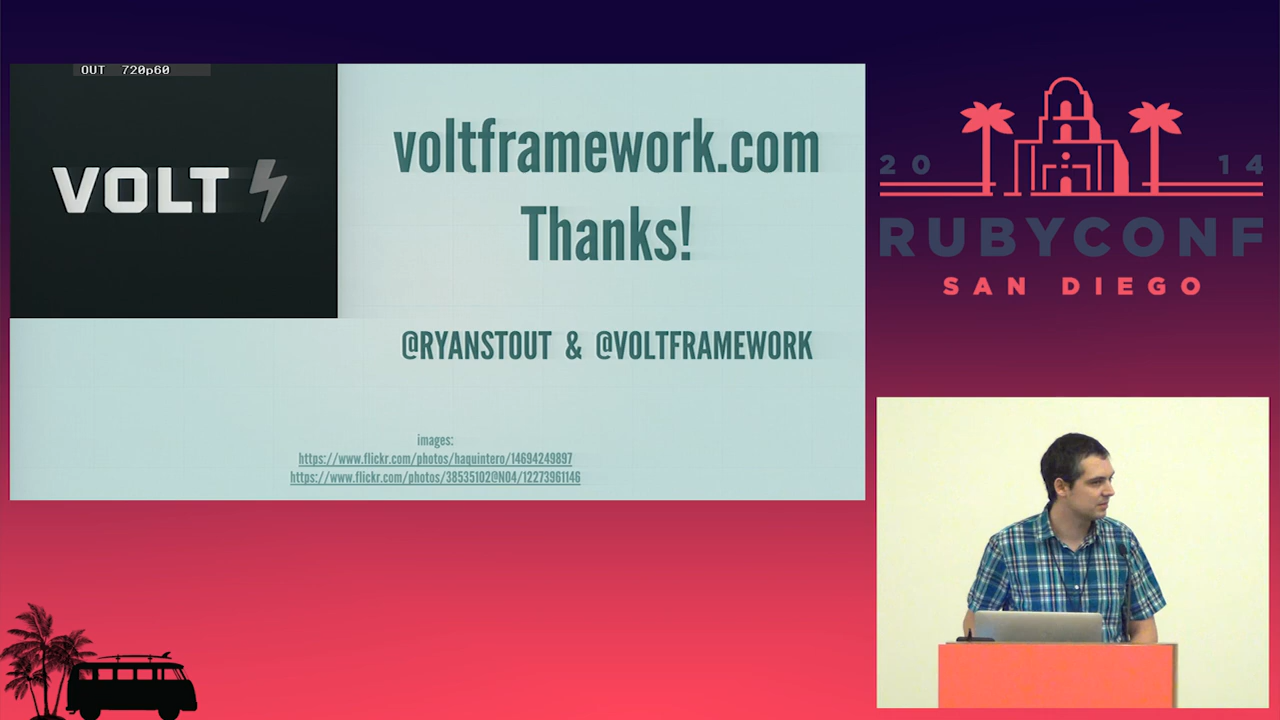 OUT 720p60
VOLT
voltframework.com
Thanks!
@RYANSTOUT & @VOLTFRAMEWORK
images:
https://www.flickr.com/photos/haquintero/14694249897
https://www.flickr.com/photos/38535102@N04/12273961146
20 14
RUBYCONF
SAN DIEGO